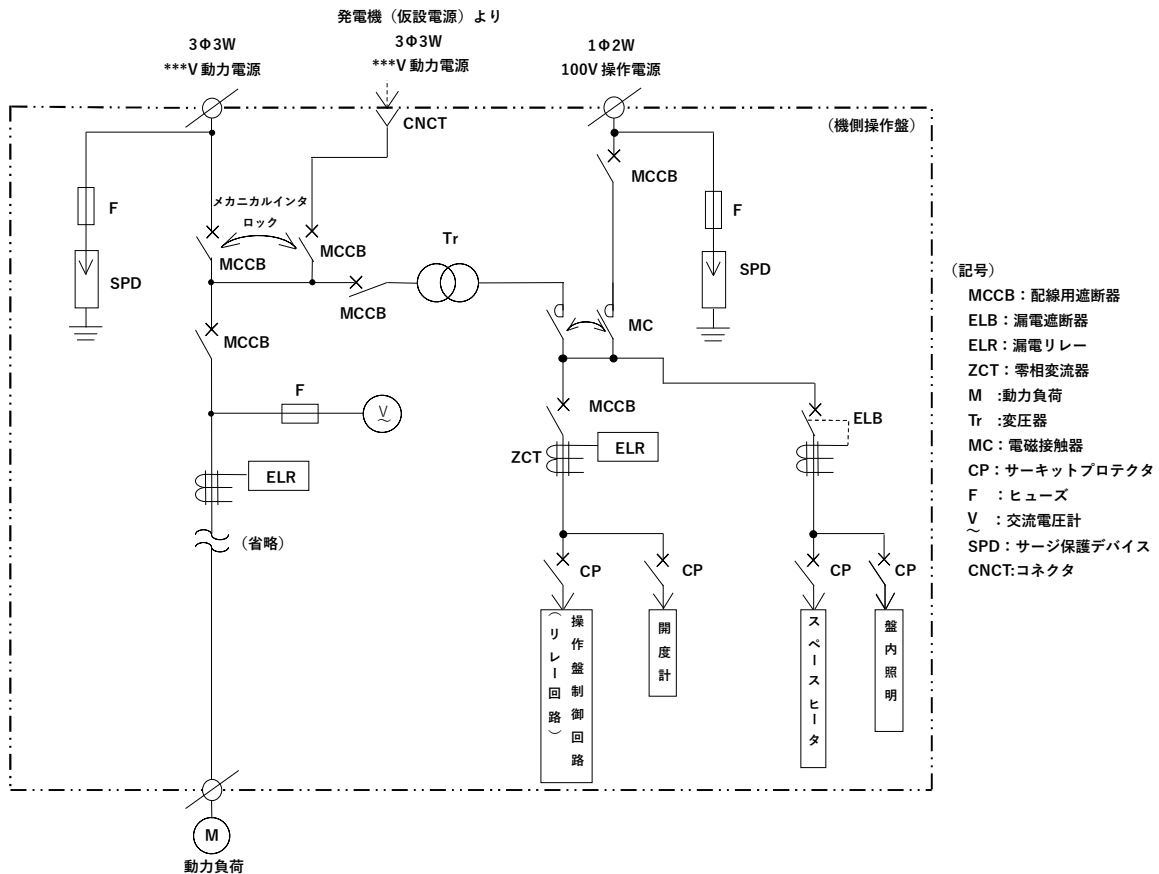 発電機（仮設電源）より
3Φ3W
***V 動力電源
3Φ3W
***V 動力電源
1Φ2W
100V 操作電源
CNCT
（機側操作盤）
MCCB
F
メカニカルインタ
ロック
F
MCCB
MCCB
Tr
SPD
SPD
MCCB
MC
MCCB
F
V
～
MCCB
ELB
ZCT
ELR
ELR
（省略）
CP
CP
CP
CP
操作盤制御回路
（リレー回路）
開度計
スペースヒータ
盤内照明
M
動力負荷
（記号）
MCCB：配線用遮断器
ELB：漏電遮断器
ELR：漏電リレー
ZCT：零相変流器
M :動力負荷
Tr :変圧器
MC：電磁接触器
CP：サーキットプロテクタ
F ：ヒューズ
V ：交流電圧計
～
SPD：サージ保護デバイス
CNCT:コネクタ